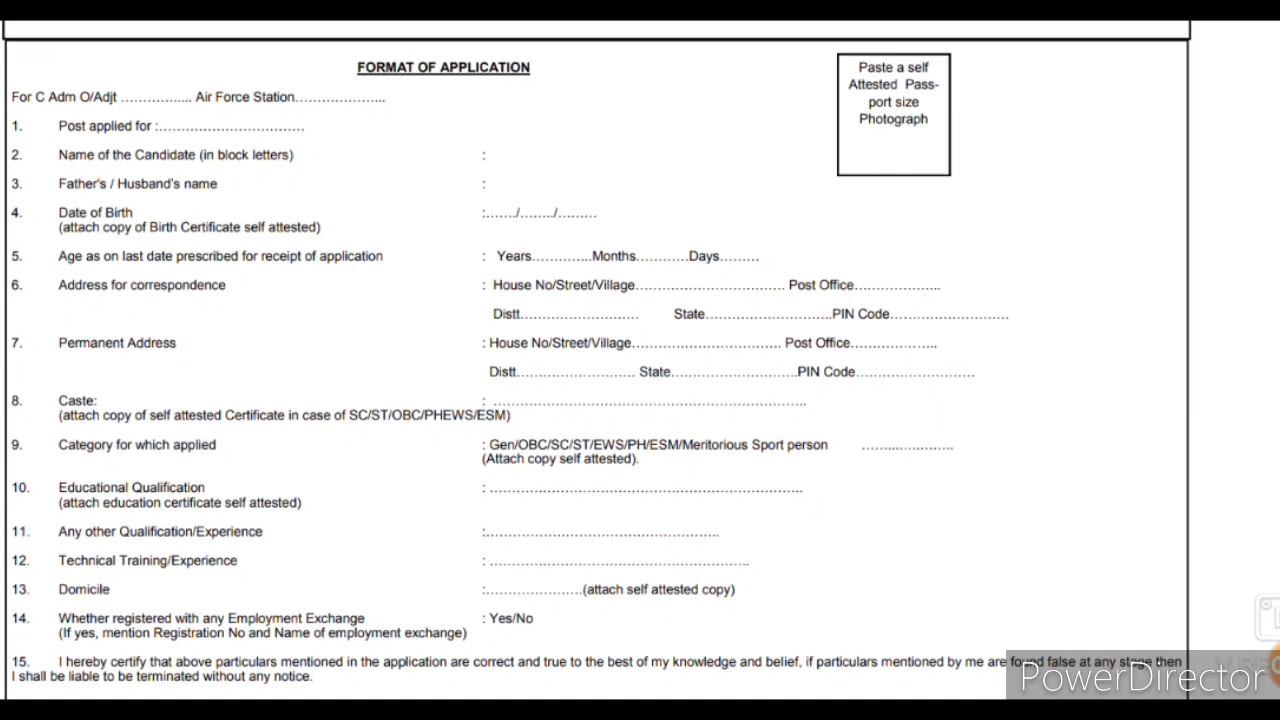 FORMAT OF APPLICATION
Paste a self
Attested Pass-
port size
Photograph
For C Adm O/Adjt ................ Air Force Station....................
1. Post applied for :................................
2. Name of the Candidate (in block letters) :
3. Father's / Husband's name :
4. Date of Birth :......./......../.........
(attach copy of Birth Certificate self attested)
5. Age as on last date prescribed for receipt of application : Years.............Months............Days.........
6. Address for correspondence : House No/Street/Village................................. Post Office...................
Distt.......................... State............................PIN Code..........................
7. Permanent Address : House No/Street/Village................................. Post Office...................
Distt.......................... State............................PIN Code..........................
8. Caste: : ....................................................................
(attach copy of self attested Certificate in case of SC/ST/OBC/PHEWS/ESM)
9. Category for which applied : Gen/OBC/SC/ST/EWS/PH/ESM/Meritorious Sport person ....................
(Attach copy self attested).
10. Educational Qualification : ....................................................................
(attach education certificate self attested)
11. Any other Qualification/Experience :....................................................
12. Technical Training/Experience : .........................................................
13. Domicile :.....................(attach self attested copy)
14. Whether registered with any Employment Exchange : Yes/No
(If yes, mention Registration No and Name of employment exchange)
15. I hereby certify that above particulars mentioned in the application are correct and true to the best of my knowledge and belief, if particulars mentioned by me are found false at any stage then
I shall be liable to be terminated without any notice.
PowerDirector